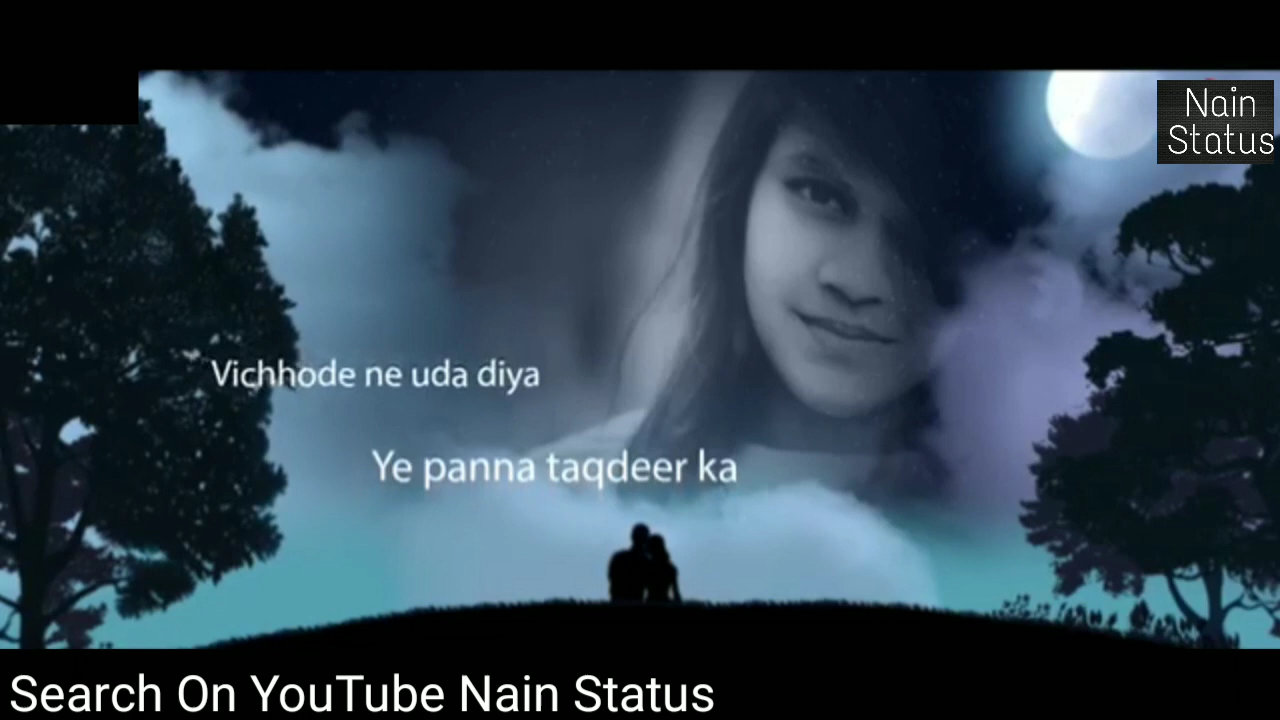 Nain
Status
Vichhode ne uda diya
Ye panna taqdeer ka
Search On YouTube Nain Status